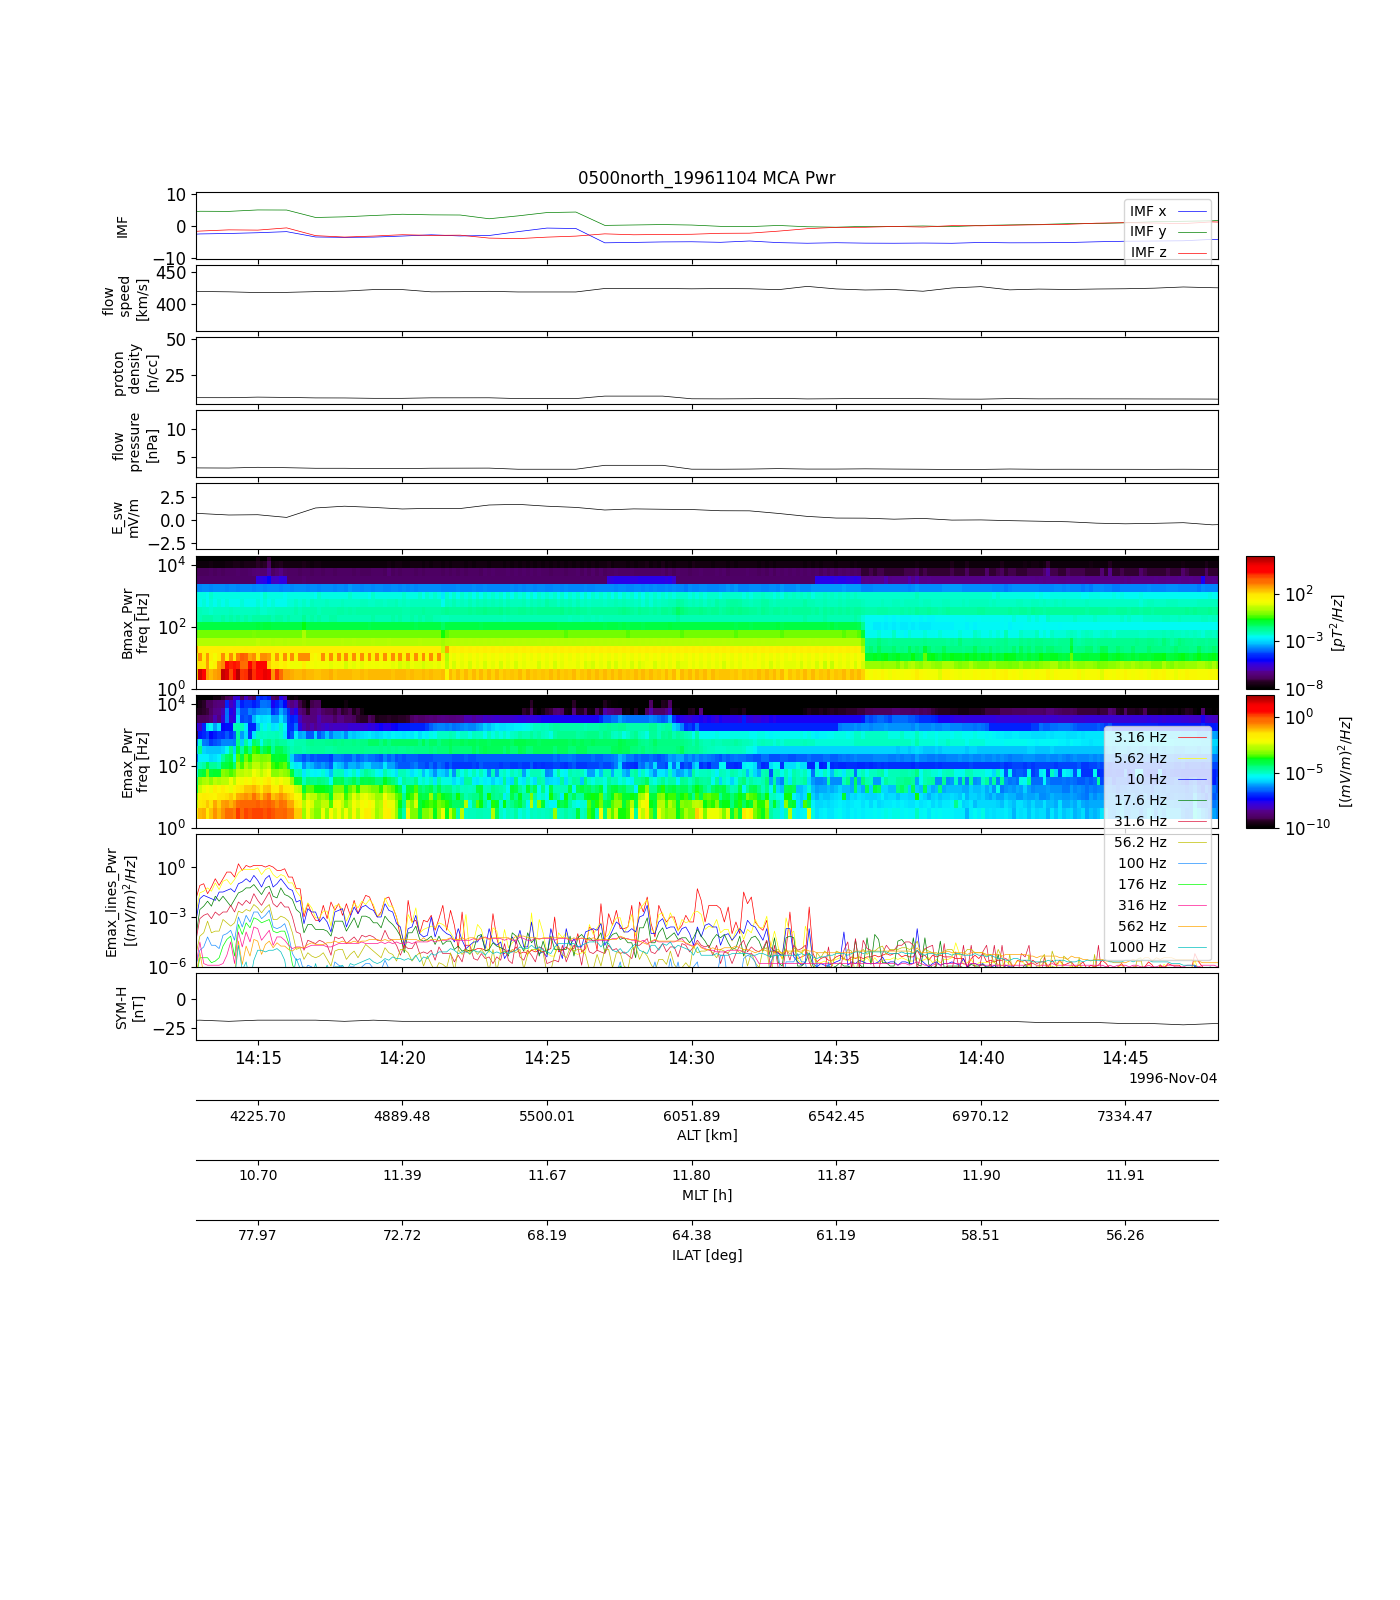 0500north_19961104 MCA Pwr
10
0
−10
IMF
IMF x
IMF y
IMF z
450
400
flow
speed
[km/s]
50
25
proton
density
[n/cc]
10
5
flow
pressure
[nPa]
2.5
0.0
−2.5
E_sw
mV/m
10^4
10^2
10^0
Bmax_Pwr
freq [Hz]
10^2
10^−3
10^−8
[pT^2/Hz]
10^4
10^2
10^0
Emax_Pwr
freq [Hz]
10^0
10^−5
10^−10
[(mV/m)^2/Hz]
3.16 Hz
5.62 Hz
10 Hz
17.6 Hz
31.6 Hz
56.2 Hz
100 Hz
176 Hz
316 Hz
562 Hz
1000 Hz
10^0
10^−3
10^−6
Emax_lines_Pwr
[(mV/m)^2/Hz]
0
−25
SYM-H
[nT]
14:15 14:20 14:25 14:30 14:35 14:40 14:45
1996-Nov-04
4225.70 4889.48 5500.01 6051.89 6542.45 6970.12 7334.47
ALT [km]
10.70 11.39 11.67 11.80 11.87 11.90 11.91
MLT [h]
77.97 72.72 68.19 64.38 61.19 58.51 56.26
ILAT [deg]